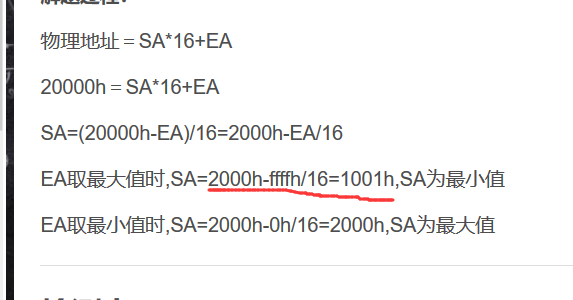 物理地址＝SA*16+EA
20000h＝SA*16+EA
SA=(20000h-EA)/16=2000h-EA/16
EA取最大值时,SA=2000h-ffffh/16=1001h,SA为最小值
EA取最小值时,SA=2000h-0h/16=2000h,SA为最大值